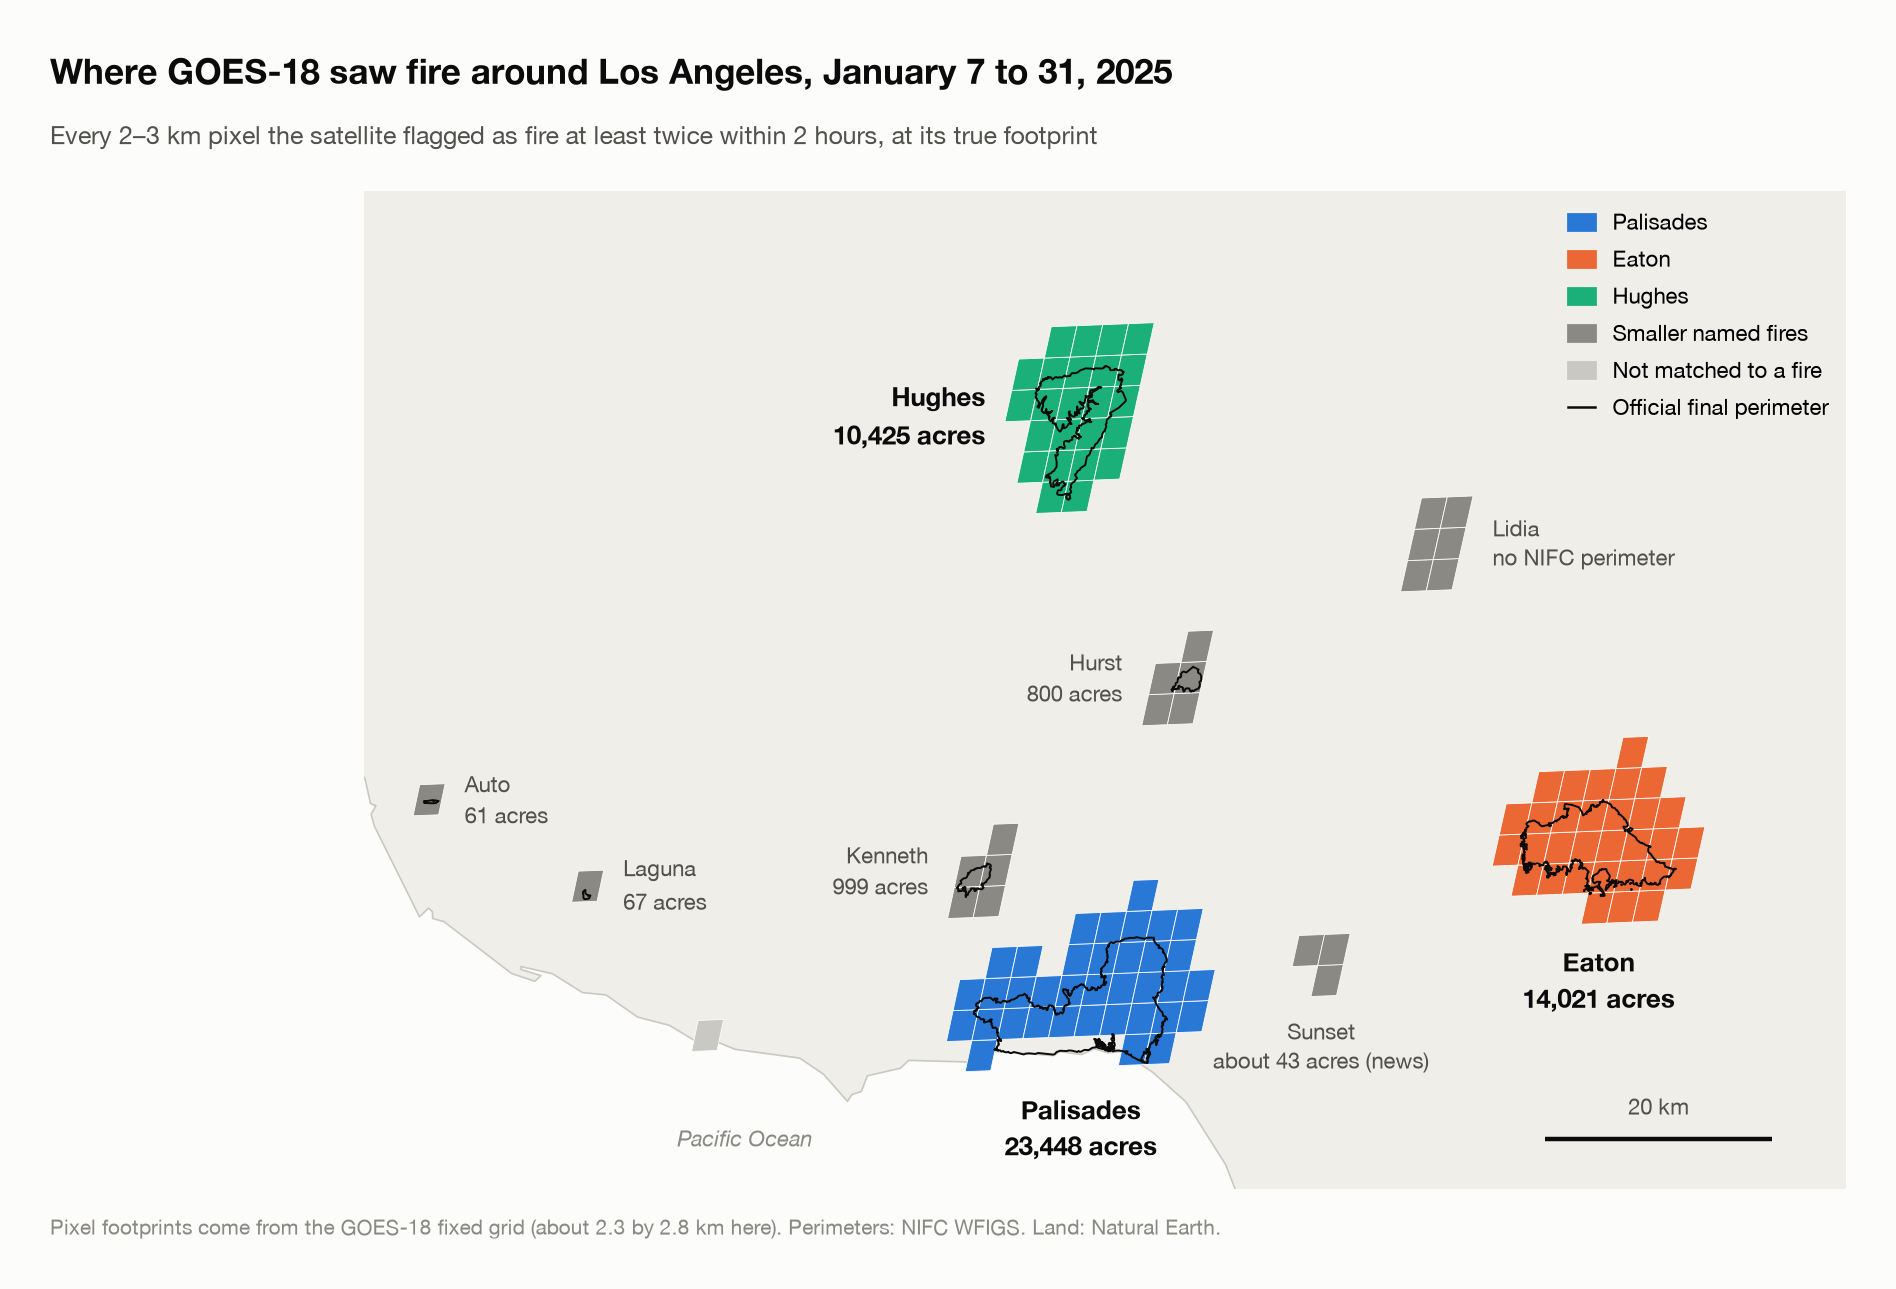 Where GOES-18 saw fire around Los Angeles, January 7 to 31, 2025
Every 2–3 km pixel the satellite flagged as fire at least twice within 2 hours, at its true footprint
Palisades
Eaton
Hughes
Smaller named fires
Not matched to a fire
Official final perimeter
Hughes
10,425 acres
Lidia
no NIFC perimeter
Hurst
800 acres
Auto
61 acres
Laguna
67 acres
Kenneth
999 acres
Eaton
14,021 acres
Sunset
about 43 acres (news)
Palisades
23,448 acres
Pacific Ocean
20 km
Pixel footprints come from the GOES-18 fixed grid (about 2.3 by 2.8 km here). Perimeters: NIFC WFIGS. Land: Natural Earth.